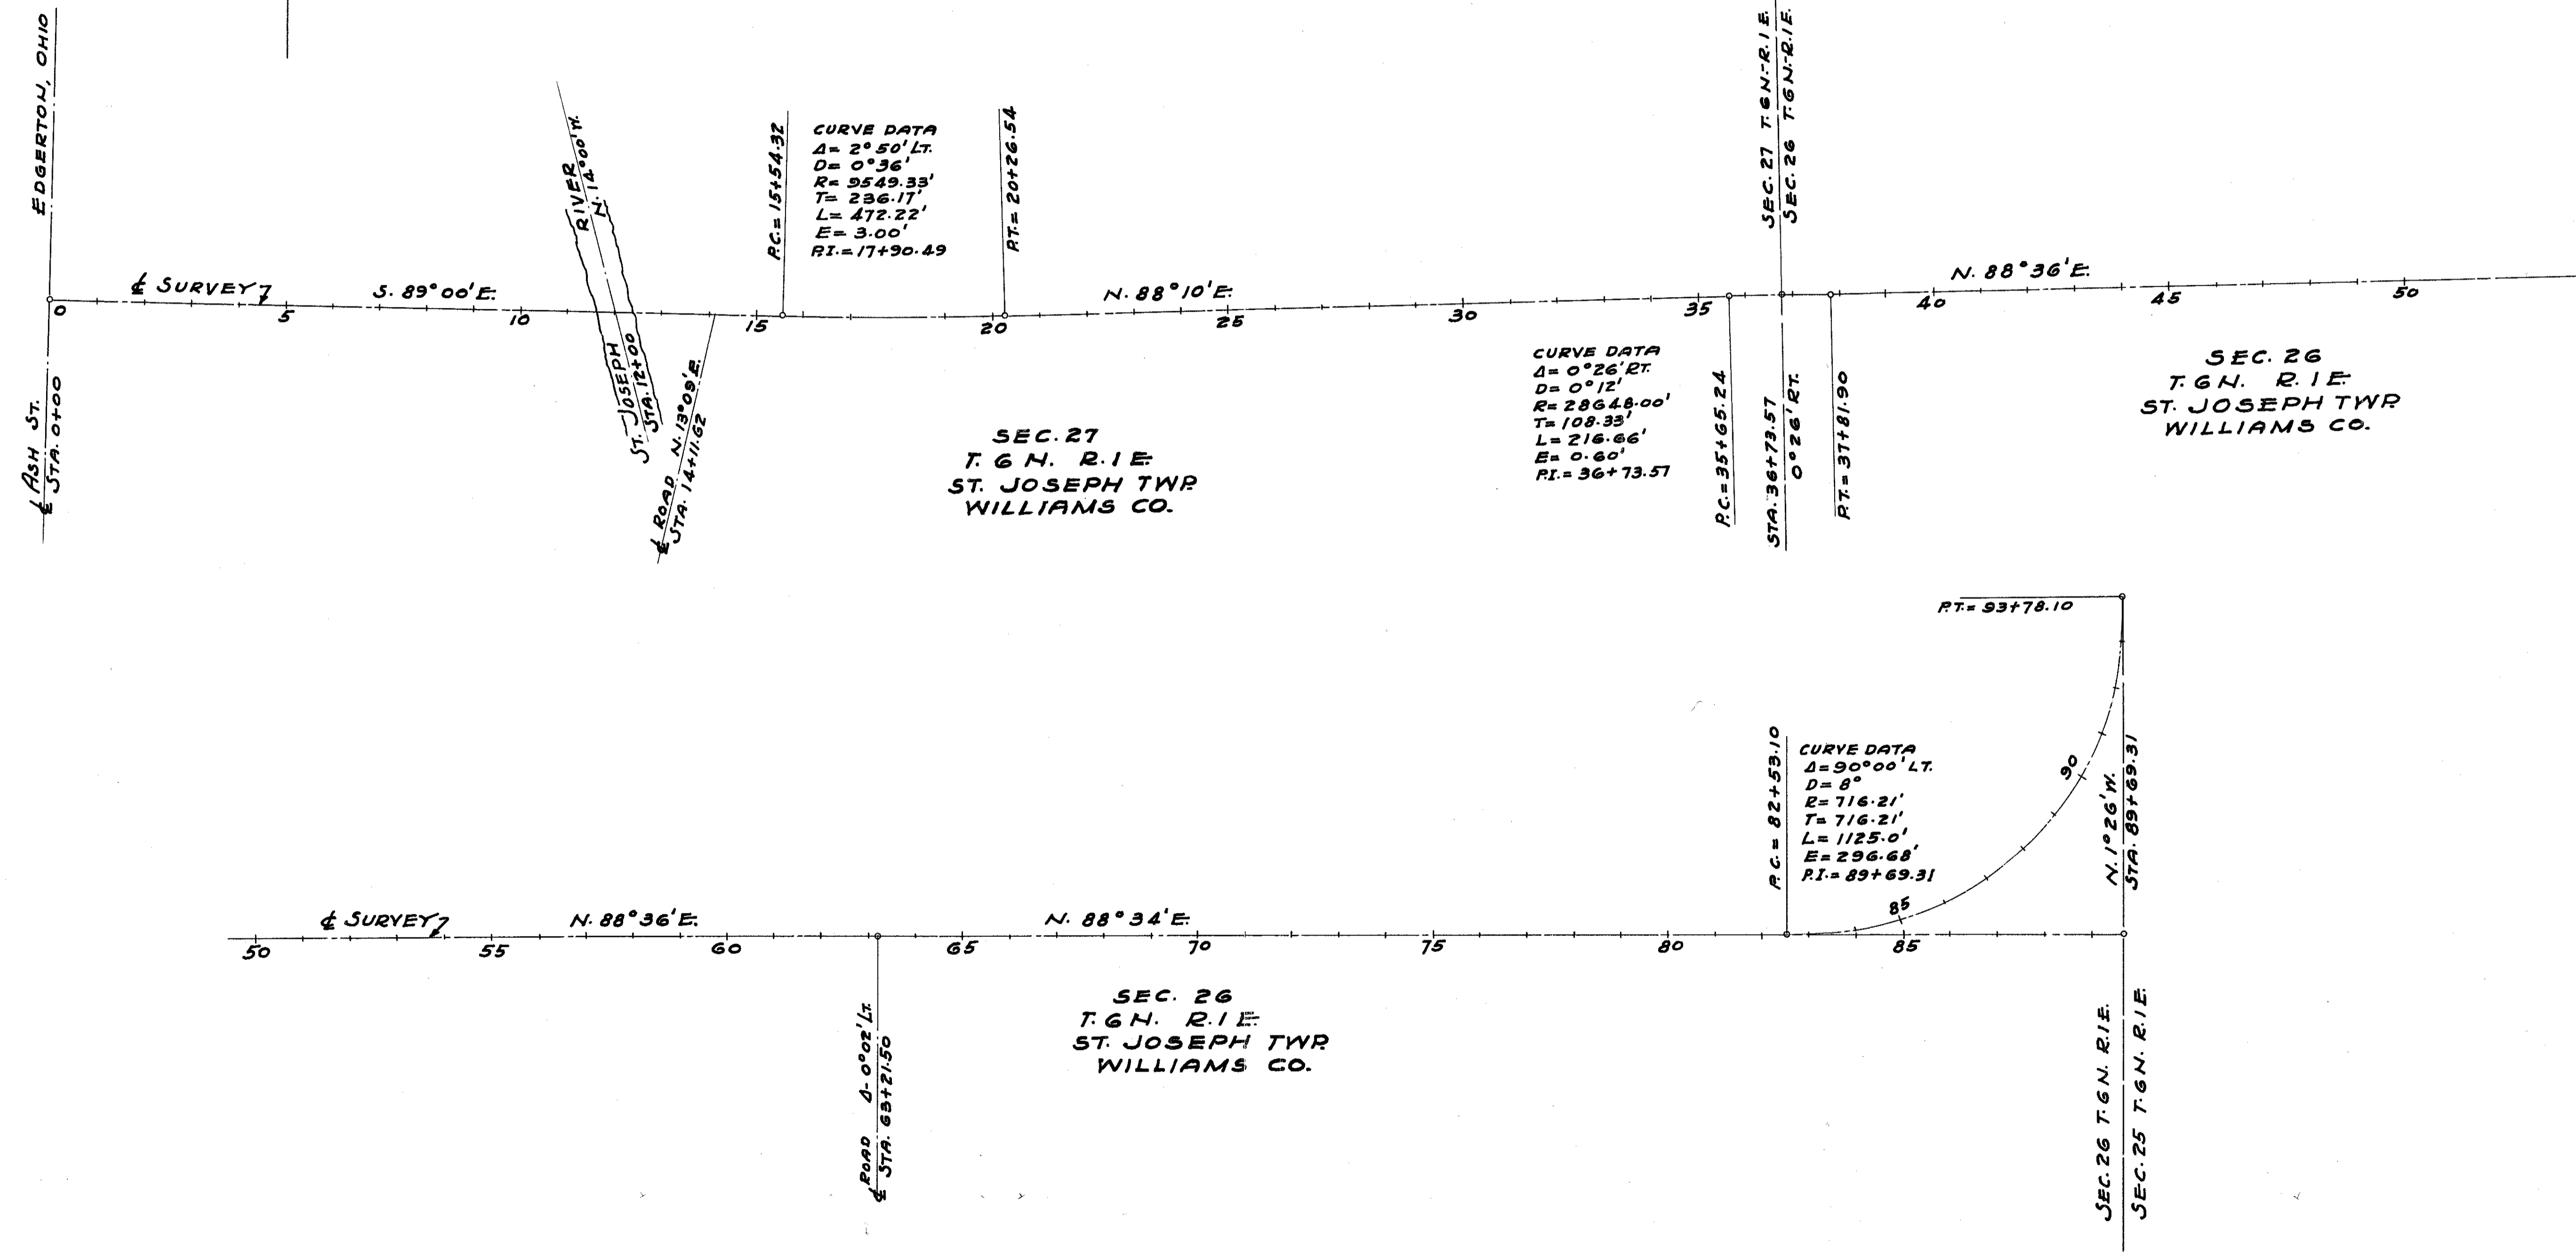 EDGERTON, OHIO
℄ ASH ST.
STA. 0+00
℄ SURVEY
S. 89°00'E.
RIVER
N. 14°00'W.
ST. JOSEPH
STA. 12+00
℄ ROAD N. 13°09'E.
STA. 14+11.62
P.C.= 15+54.32
CURVE DATA
Δ= 2°50' LT.
D= 0°36'
R= 9549.33'
T= 236.17'
L= 472.22'
E= 3.00'
P.I.= 17+90.49
P.T.= 20+26.54
N. 88°10'E.
SEC. 27 T.6N.-R.1E.
SEC. 26 T.6N.-R.1E.
N. 88°36'E.
0 5 10 15 20 25 30 35 40 45 50
SEC. 27
T. 6 N. R. 1 E.
ST. JOSEPH TWP.
WILLIAMS CO.
CURVE DATA
Δ= 0°26' RT.
D= 0°12'
R= 28648.00'
T= 108.33'
L= 216.66'
E= 0.60'
P.I.= 36+73.57
P.C.= 35+65.24
STA. 36+73.57
0°26' RT.
P.T.= 37+81.90
SEC. 26
T. 6 N. R. 1 E.
ST. JOSEPH TWP.
WILLIAMS CO.
P.T.= 93+78.10
P.C.= 82+53.10
CURVE DATA
Δ= 90°00' LT.
D= 8°
R= 716.21'
T= 716.21'
L= 1125.0'
E= 296.68'
P.I.= 89+69.31
90
85
N. 1°26'W.
STA. 89+69.31
℄ SURVEY
N. 88°36'E.
N. 88°34'E.
50 55 60 65 70 75 80 85
℄ ROAD Δ- 0°02' LT.
STA. 63+21.50
SEC. 26
T. 6 N. R. 1 E.
ST. JOSEPH TWP.
WILLIAMS CO.
SEC. 26 T. 6 N. R. 1 E.
SEC. 25 T. 6 N. R. 1 E.